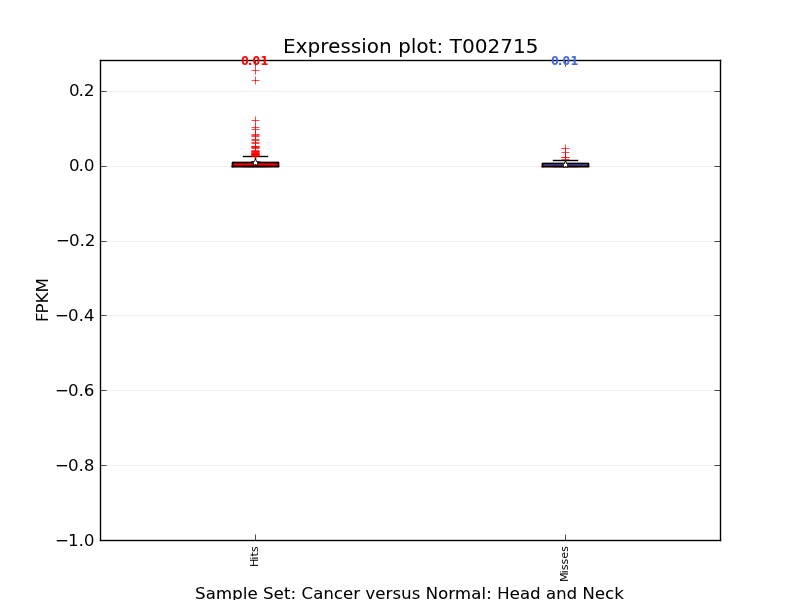 Expression plot: T002715
0.01
0.01
0.2
0.0
−0.2
−0.4
−0.6
−0.8
−1.0
FPKM
Hits
Misses
Sample Set: Cancer versus Normal: Head and Neck